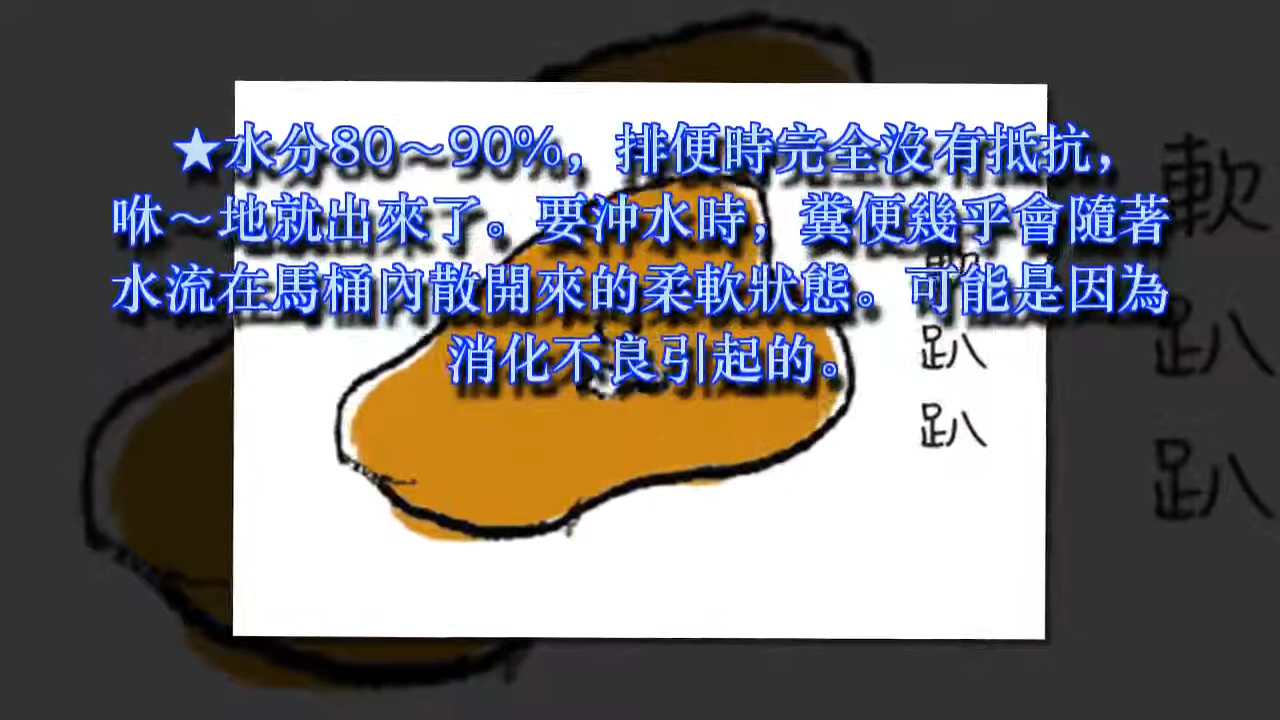 ★水分80～90%，排便時完全沒有抵抗，
咻～地就出來了。要沖水時，糞便幾乎會隨著
水流在馬桶內散開來的柔軟狀態。可能是因為
消化不良引起的。
軟
趴
趴
軟
趴
趴